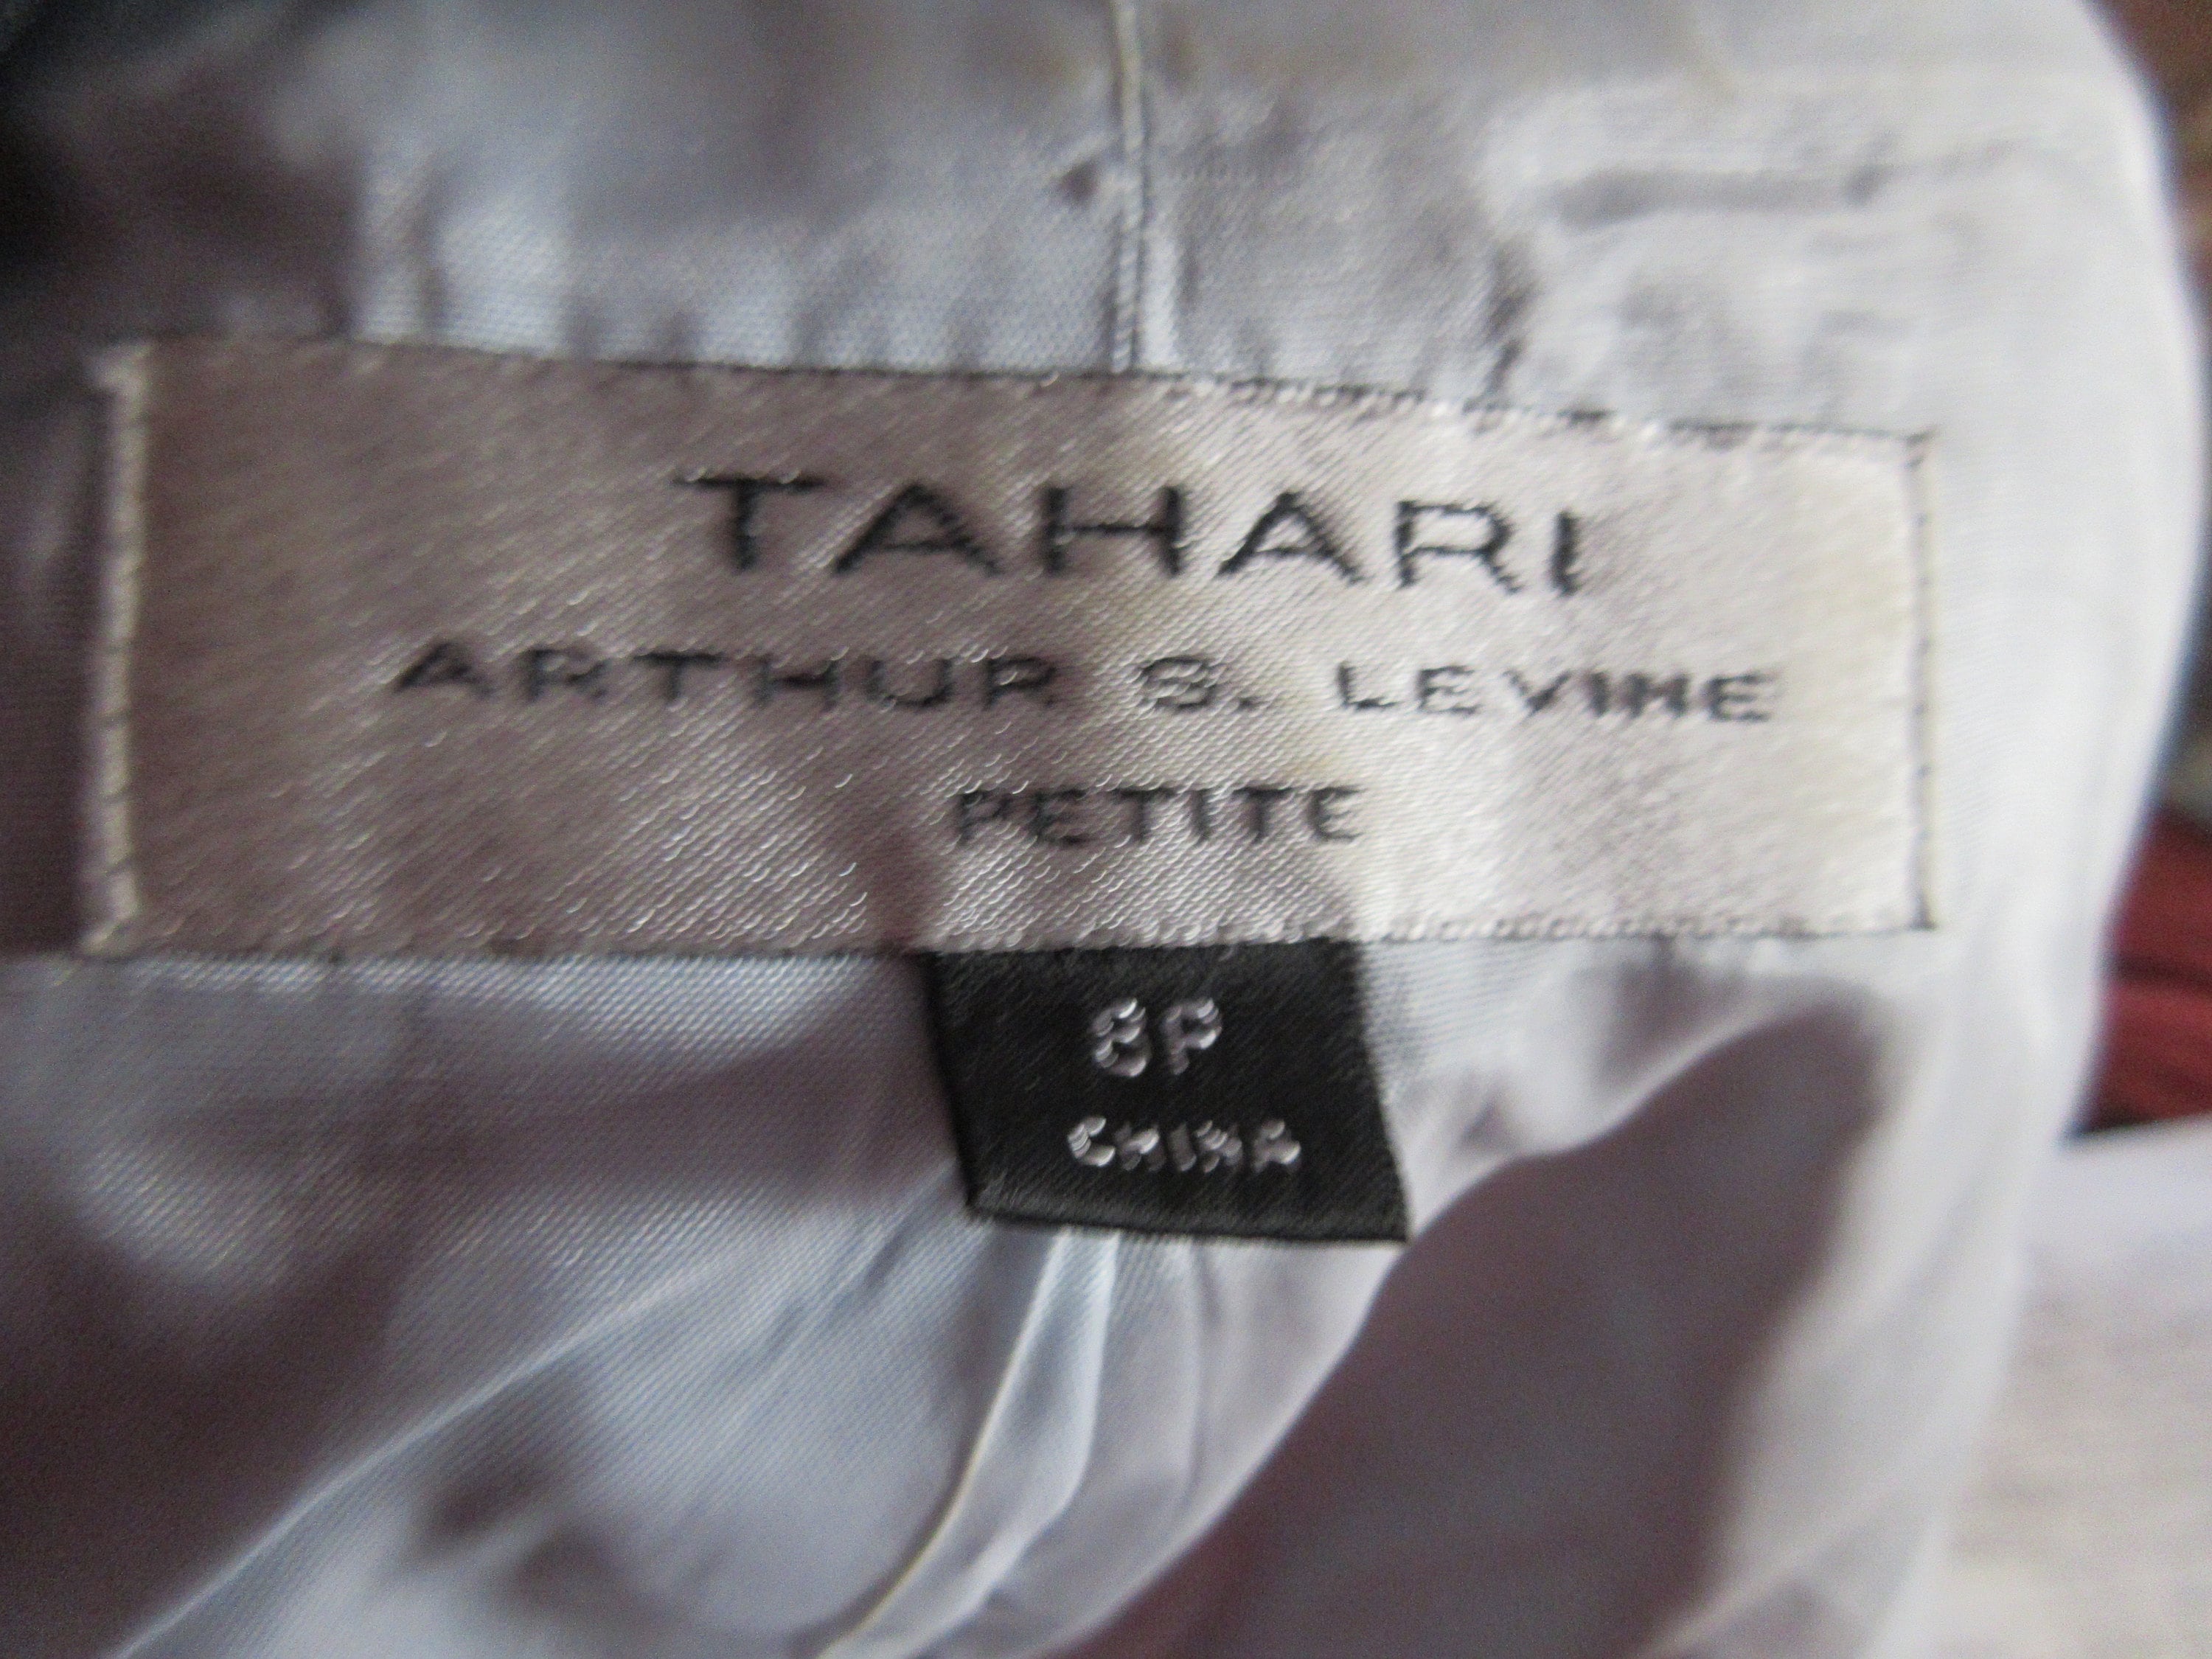 TAHARI
ARTHUR S. LEVINE
PETITE
8P
CHINA